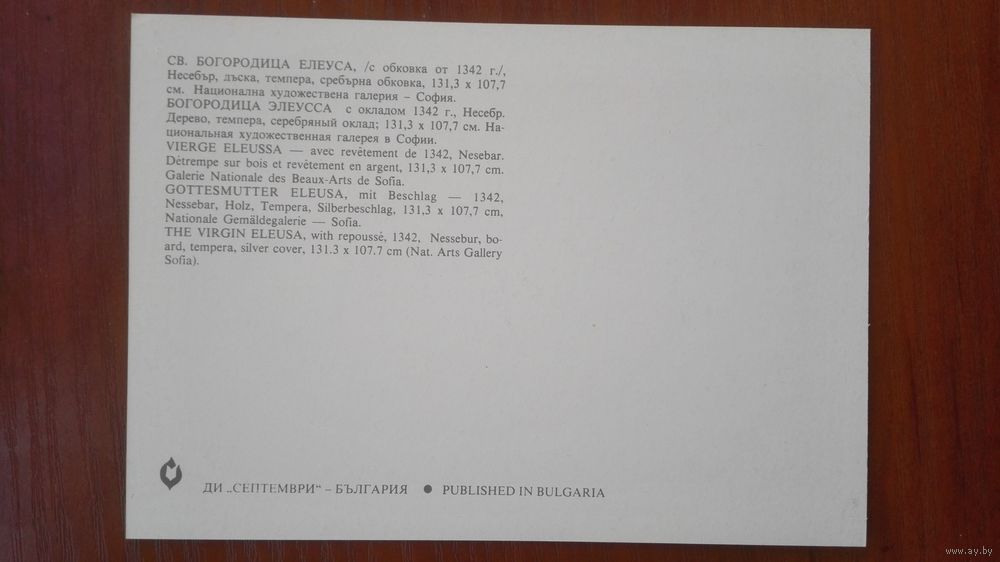 СВ. БОГОРОДИЦА ЕЛЕУСА, /с обковка от 1342 г./,
Несебър, дъска, темпера, сребърна обковка, 131,3 x 107,7
см. Национална художествена галерия – София.
БОГОРОДИЦА ЭЛЕУССА с окладом 1342 г., Несебр.
Дерево, темпера, серебряный оклад; 131,3 x 107,7 см. На-
циональная художественная галерея в Софии.
VIERGE ELEUSSA — avec revêtement de 1342, Nesebar.
Détrempe sur bois et revêtement en argent, 131,3 x 107,7 cm.
Galerie Nationale des Beaux-Arts de Sofia.
GOTTESMUTTER ELEUSA, mit Beschlag — 1342,
Nessebar, Holz, Tempera, Silberbeschlag, 131,3 x 107,7 cm,
Nationale Gemäldegalerie — Sofia.
THE VIRGIN ELEUSA, with repoussé, 1342, Nessebur, bo-
ard, tempera, silver cover, 131.3 x 107.7 cm (Nat. Arts Gallery
Sofia).
ДИ „СЕПТЕМВРИ“ – БЪЛГАРИЯ ● PUBLISHED IN BULGARIA
www.ay.by